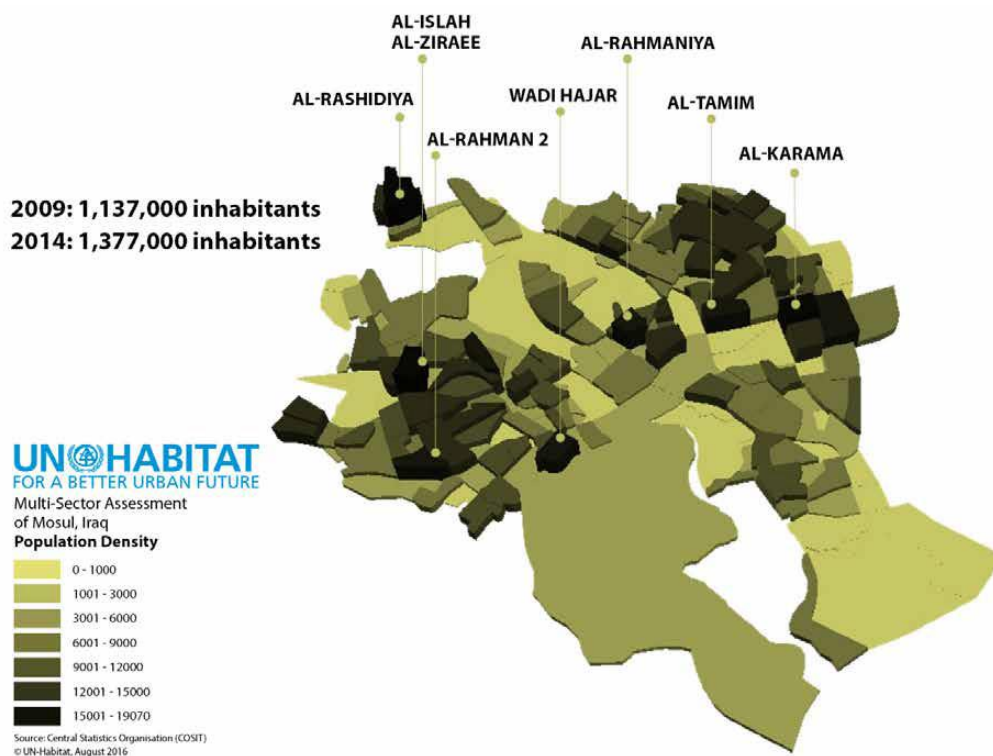 AL-ISLAH
AL-ZIRAEE
AL-RAHMANIYA
AL-RASHIDIYA
WADI HAJAR
AL-TAMIM
AL-RAHMAN 2
AL-KARAMA
2009: 1,137,000 inhabitants
2014: 1,377,000 inhabitants
UN HABITAT
FOR A BETTER URBAN FUTURE
Multi-Sector Assessment
of Mosul, Iraq
Population Density
0 - 1000
1001 - 3000
3001 - 6000
6001 - 9000
9001 - 12000
12001 - 15000
15001 - 19070
Source: Central Statistics Organisation (COSIT)
© UN-Habitat, August 2016